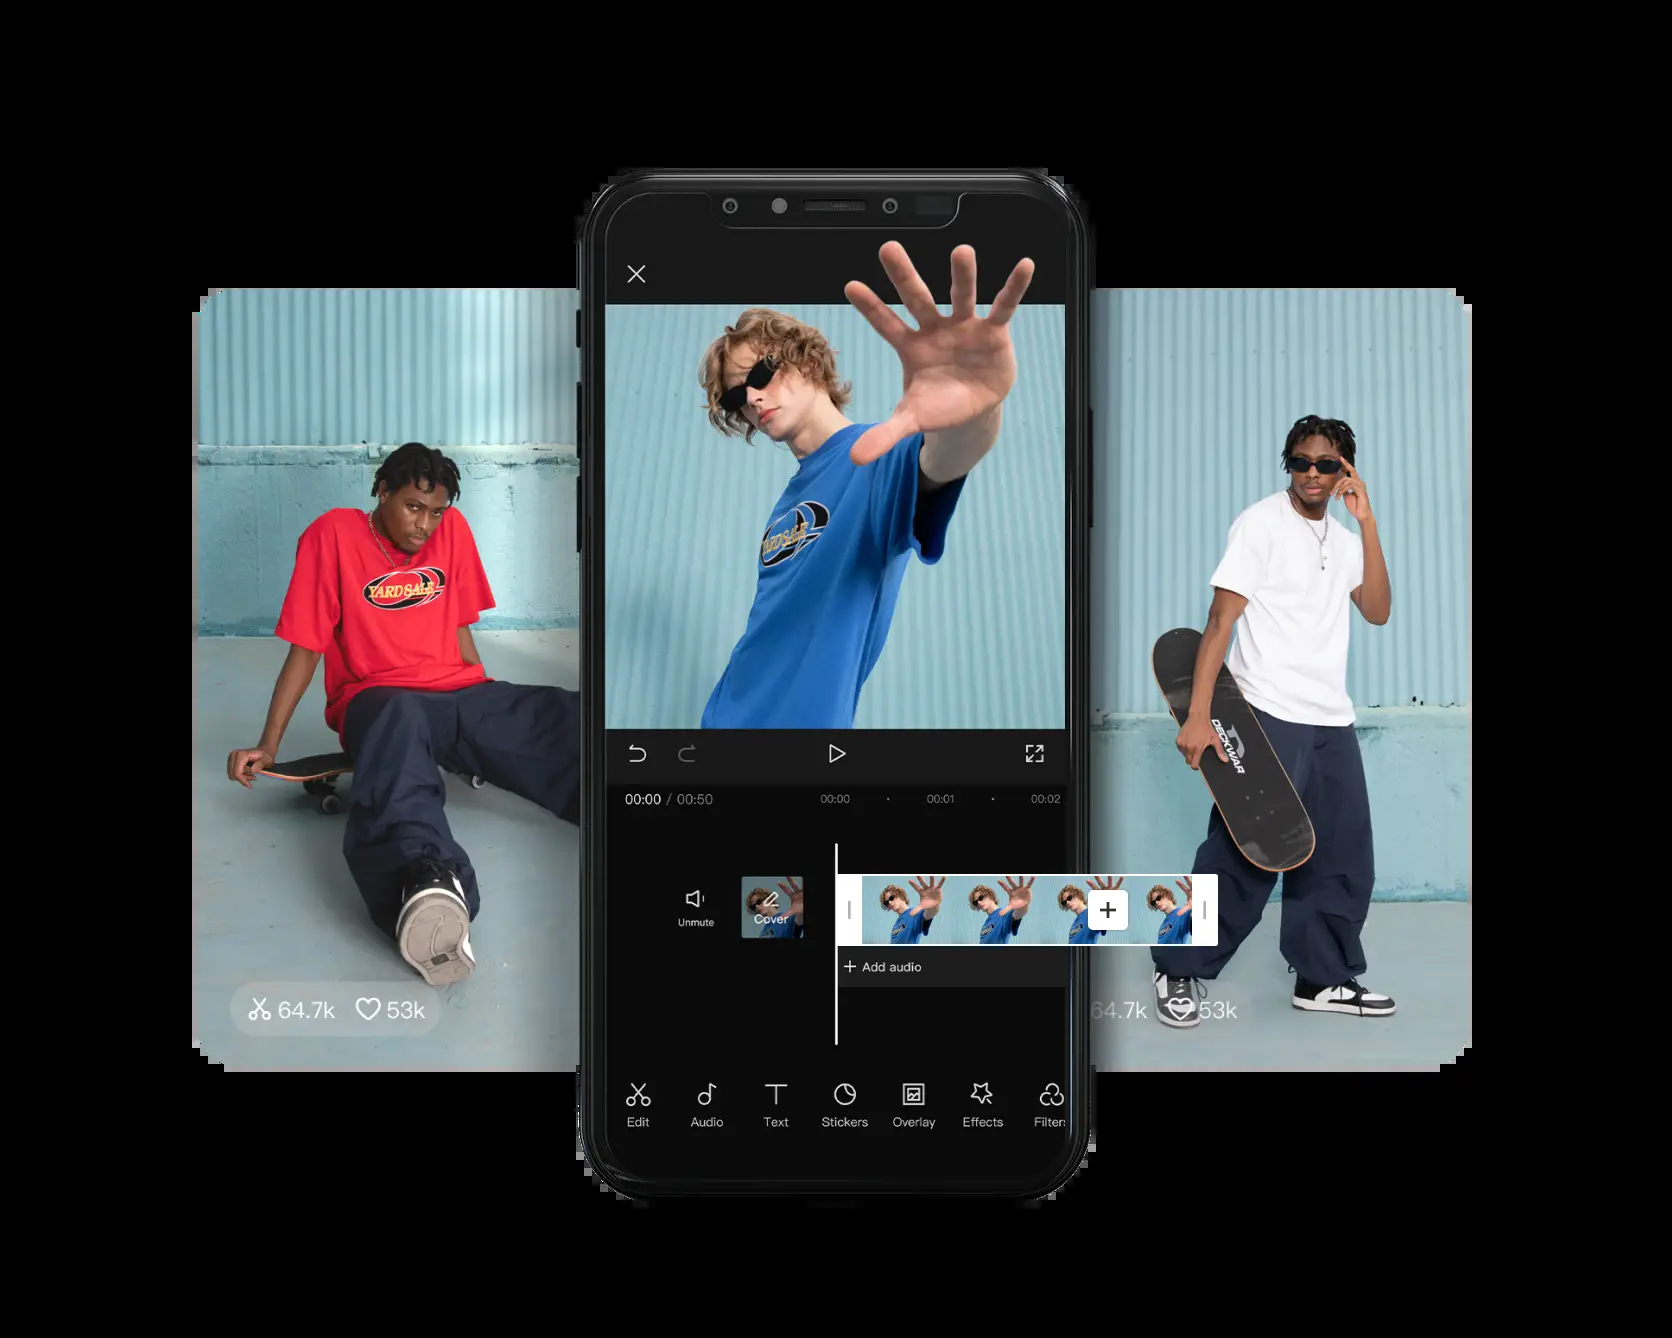 YARDSALE
YARDSALE
DECKWAR
00:00 / 00:50
00:00 · 00:01 · 00:02
Unmute
Cover
+ Add audio
64.7k 53k
64.7k 53k
Edit Audio Text Stickers Overlay Effects Filters